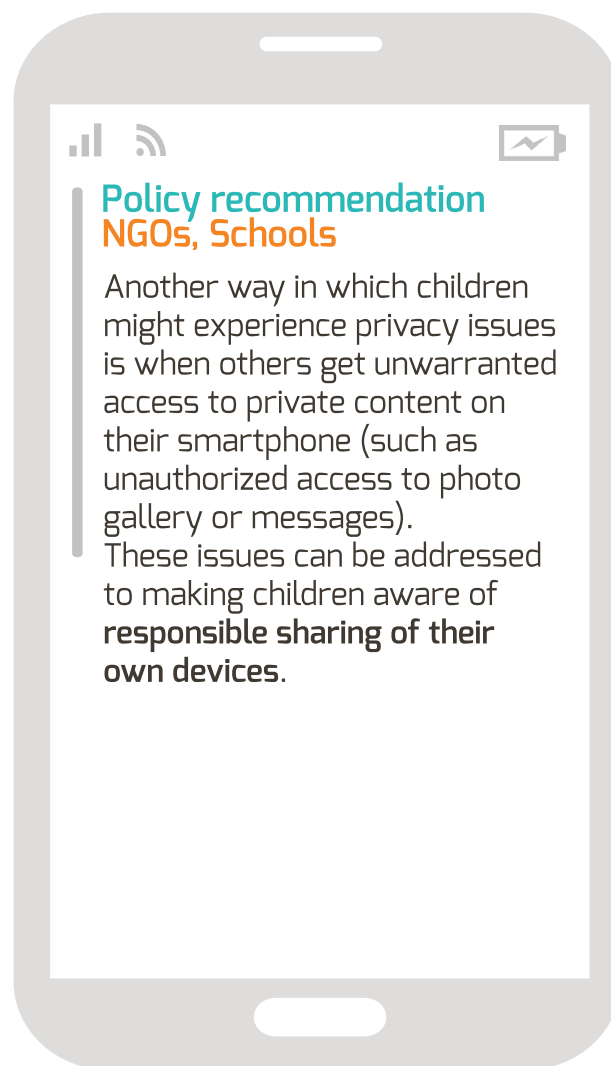 Policy recommendation
NGOs, Schools
Another way in which children
might experience privacy issues
is when others get unwarranted
access to private content on
their smartphone (such as
unauthorized access to photo
gallery or messages).
These issues can be addressed
to making children aware of
responsible sharing of their
own devices.